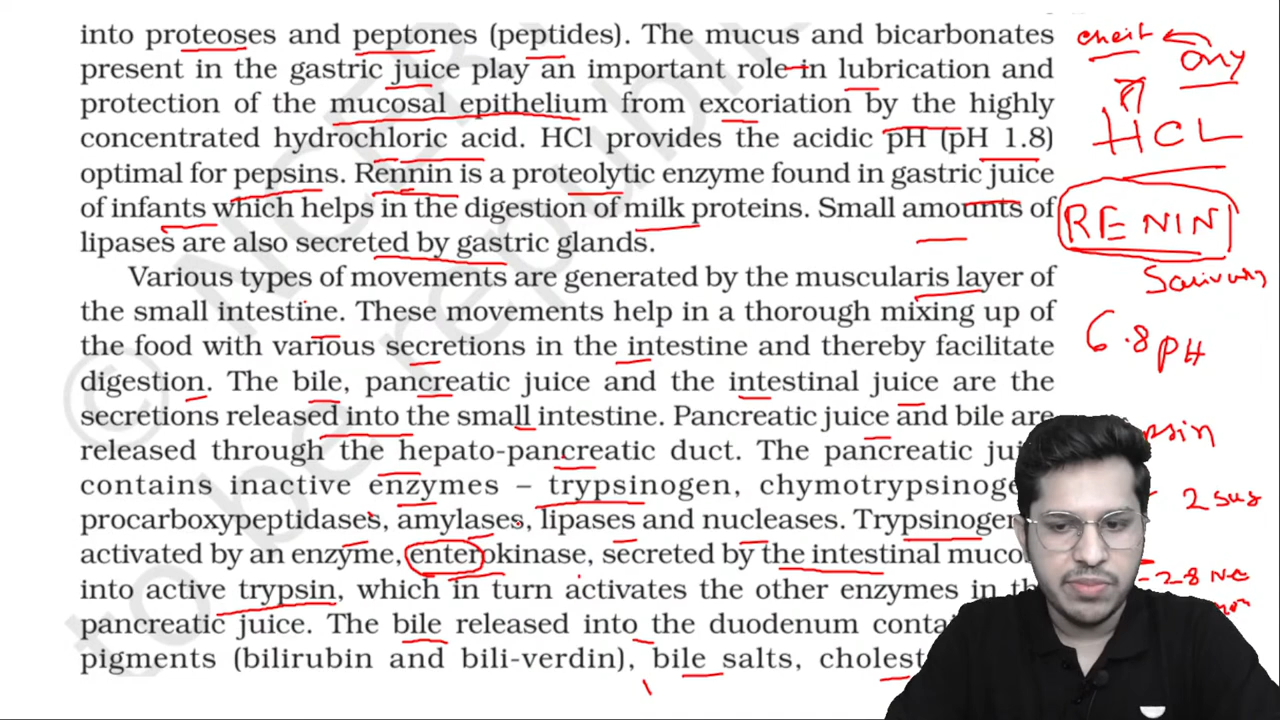 into proteoses and peptones (peptides). The mucus and bicarbonates
present in the gastric juice play an important role in lubrication and
protection of the mucosal epithelium from excoriation by the highly
concentrated hydrochloric acid. HCl provides the acidic pH (pH 1.8)
optimal for pepsins. Rennin is a proteolytic enzyme found in gastric juice
of infants which helps in the digestion of milk proteins. Small amounts of
lipases are also secreted by gastric glands.
Various types of movements are generated by the muscularis layer of
the small intestine. These movements help in a thorough mixing up of
the food with various secretions in the intestine and thereby facilitate
digestion. The bile, pancreatic juice and the intestinal juice are the
secretions released into the small intestine. Pancreatic juice and bile are
released through the hepato-pancreatic duct. The pancreatic
contains inactive enzymes – trypsinogen,
procarboxypeptidases, amylases, lipases and nucleases.
activated by an enzyme, enterokinase, secreted by the intestinal
into active trypsin, which in turn activates the other enzymes in
pancreatic juice. The bile released into the duodenum
pigments (bilirubin and bili-verdin), bile salts,
HCL
RENIN
6.8 pH